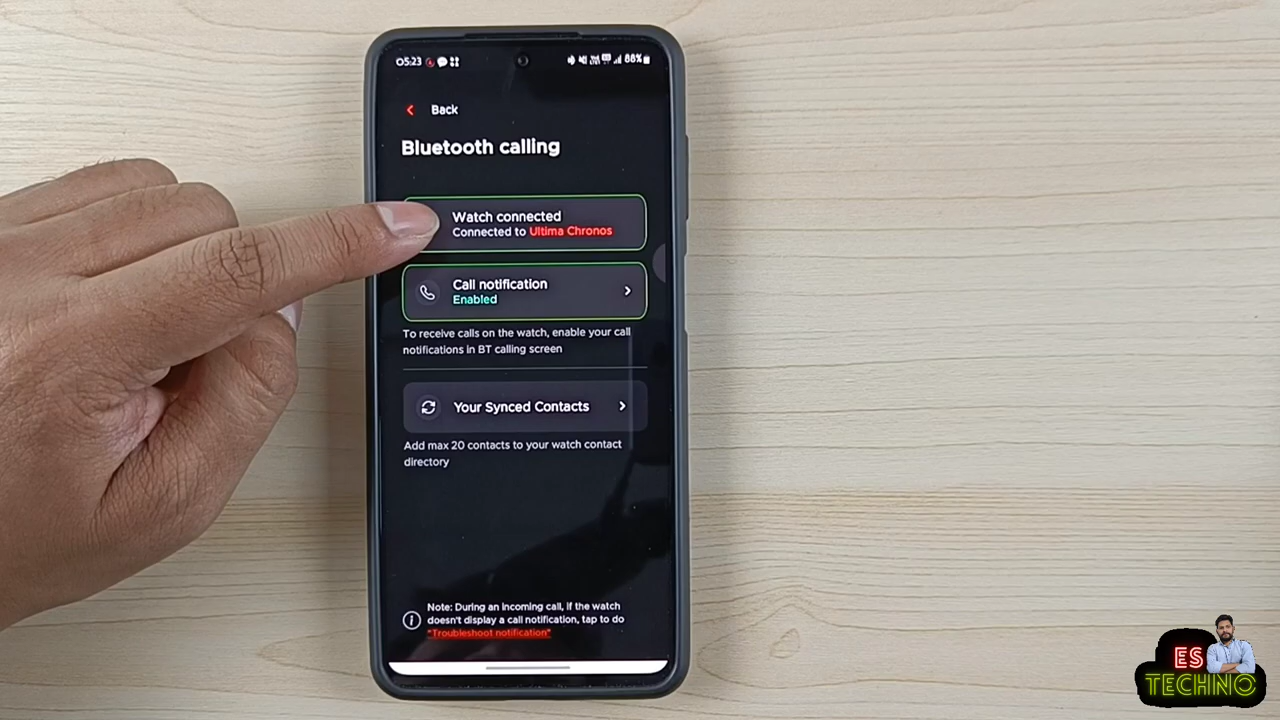 05:23
88%
Back
Bluetooth calling
Watch connected
Connected to Ultima Chronos
Call notification
Enabled
To receive calls on the watch, enable your call
notifications in BT calling screen
Your Synced Contacts
Add max 20 contacts to your watch contact
directory
Note: During an incoming call, if the watch
doesn't display a call notification, tap to do
"Troubleshoot notification"
ES
TECHNO